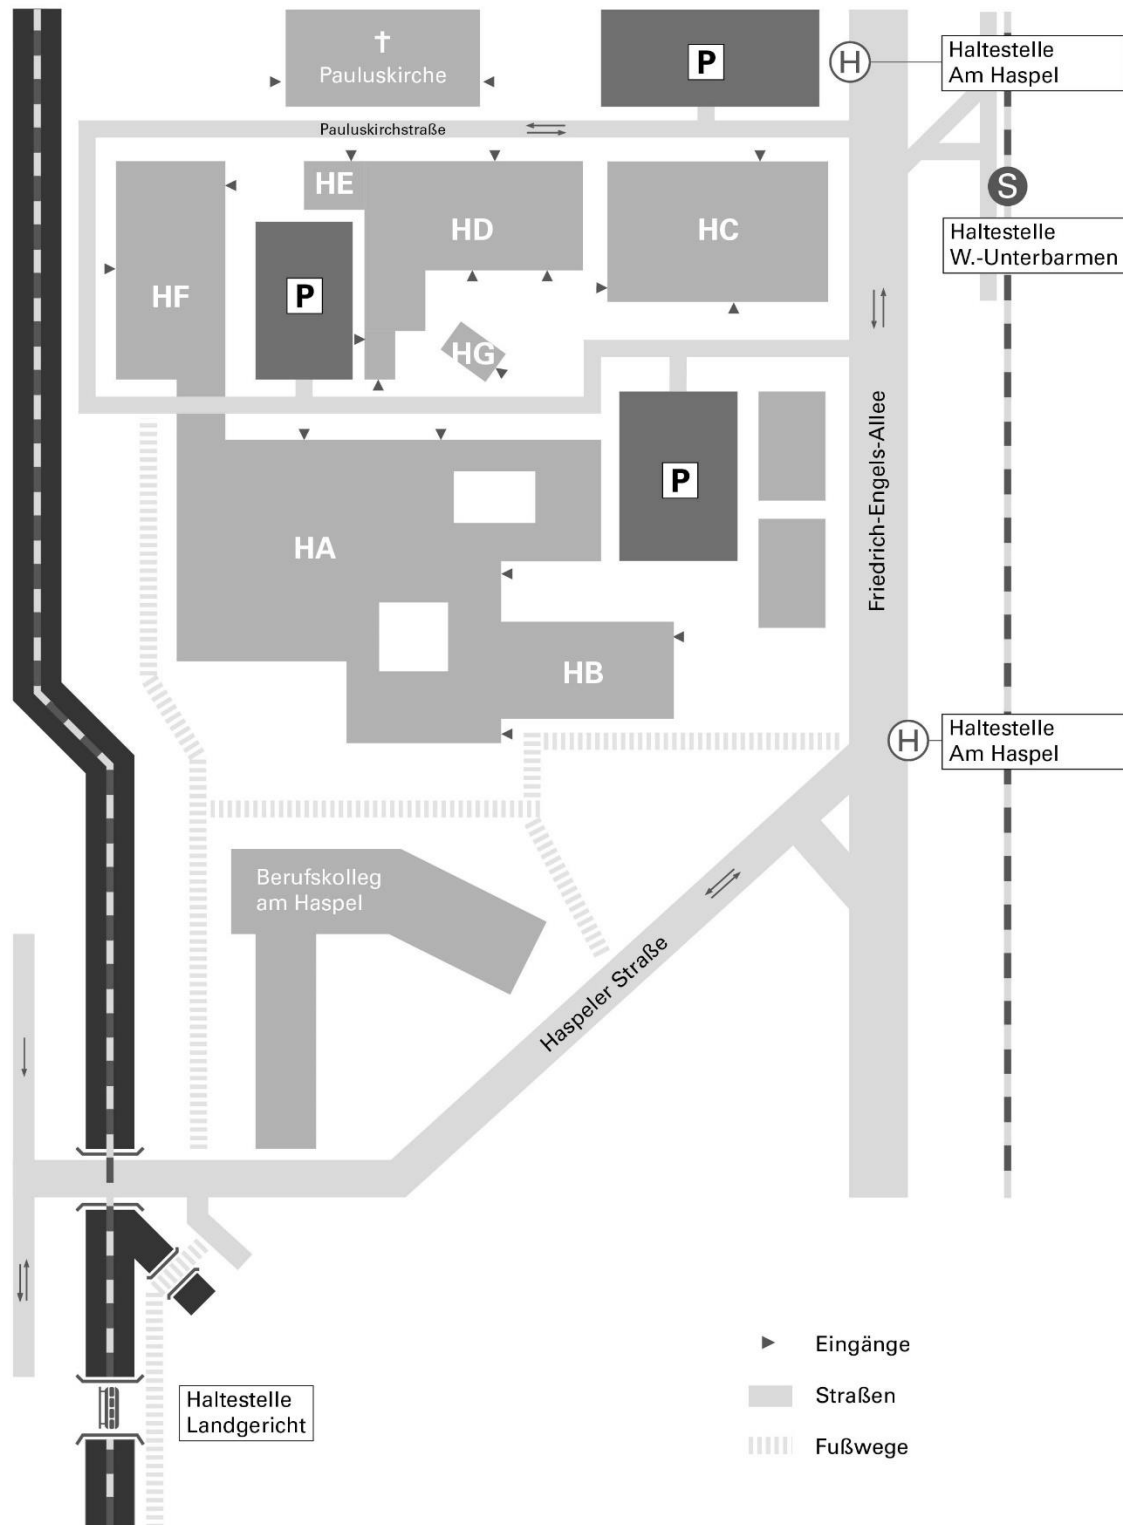 Pauluskirche
P
H
Haltestelle
Am Haspel
Pauluskirchstraße
HE
HD
HC
S
Haltestelle
W.-Unterbarmen
HF
P
HG
P
Friedrich-Engels-Allee
HA
HB
H
Haltestelle
Am Haspel
Berufskolleg
am Haspel
Haspeler Straße
Eingänge
Straßen
Fußwege
Haltestelle
Landgericht